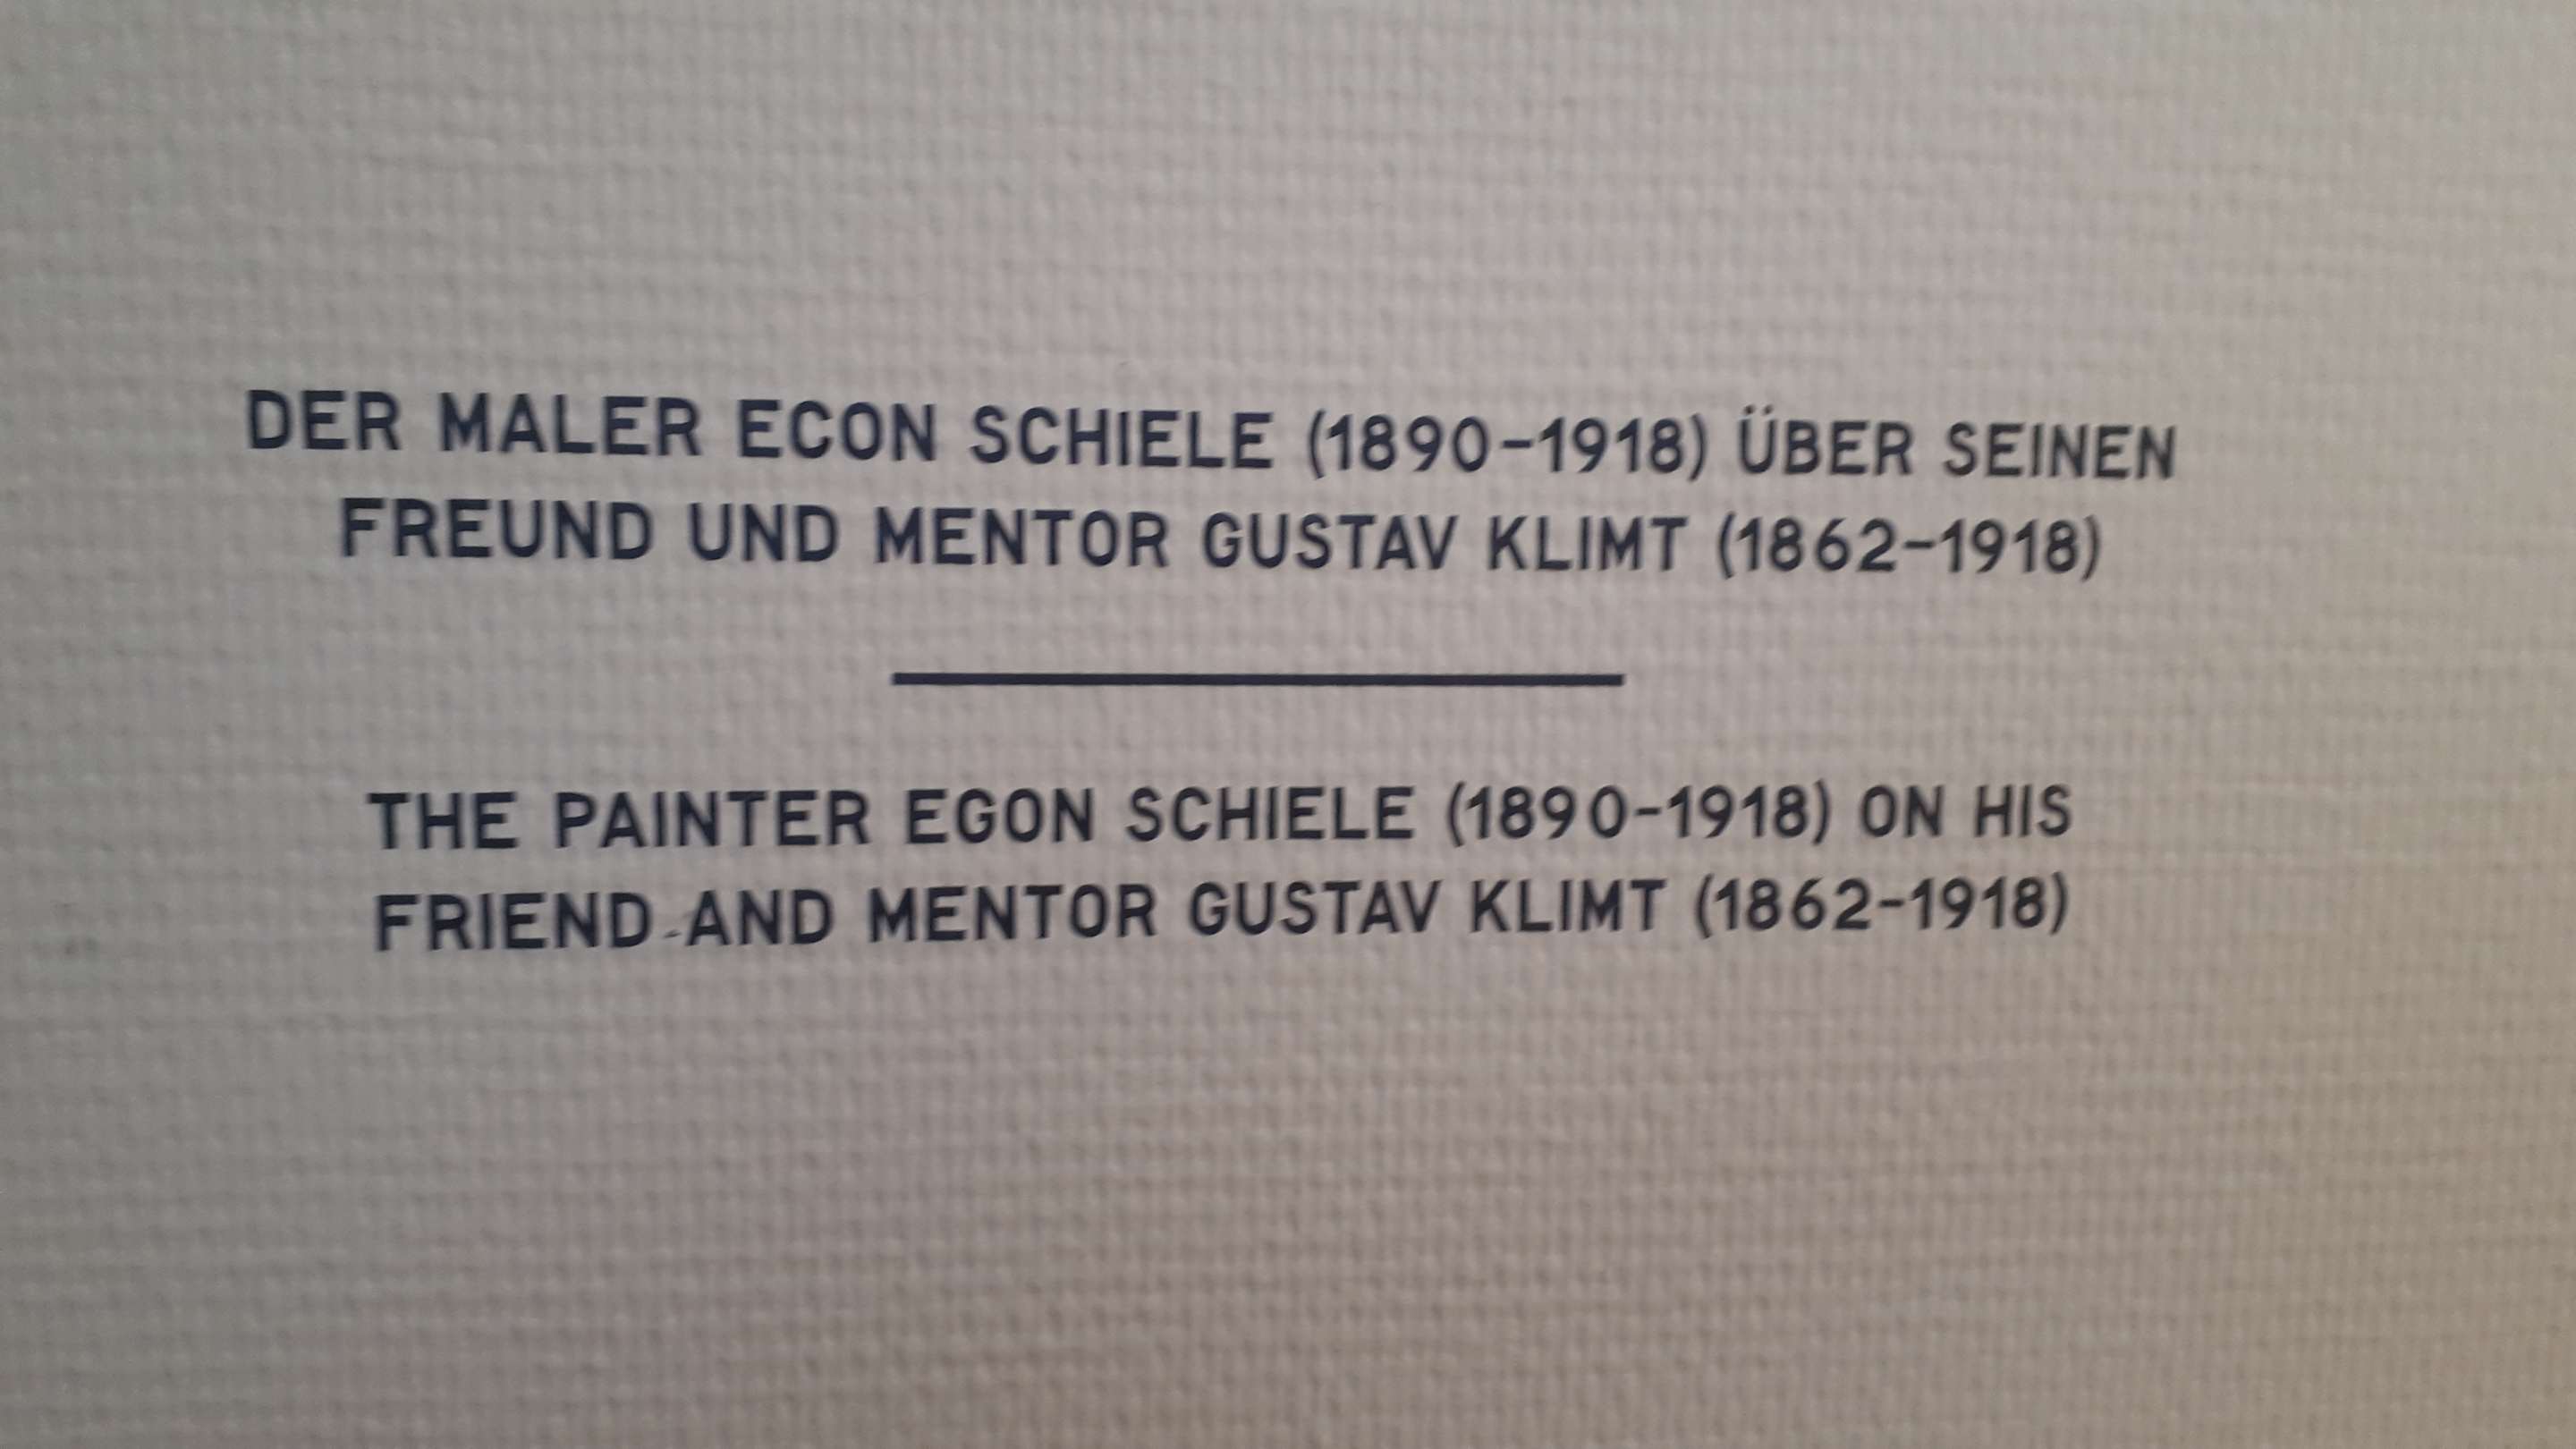 DER MALER ECON SCHIELE (1890-1918) ÜBER SEINEN
FREUND UND MENTOR GUSTAV KLIMT (1862-1918)
THE PAINTER EGON SCHIELE (1890-1918) ON HIS
FRIEND AND MENTOR GUSTAV KLIMT (1862-1918)